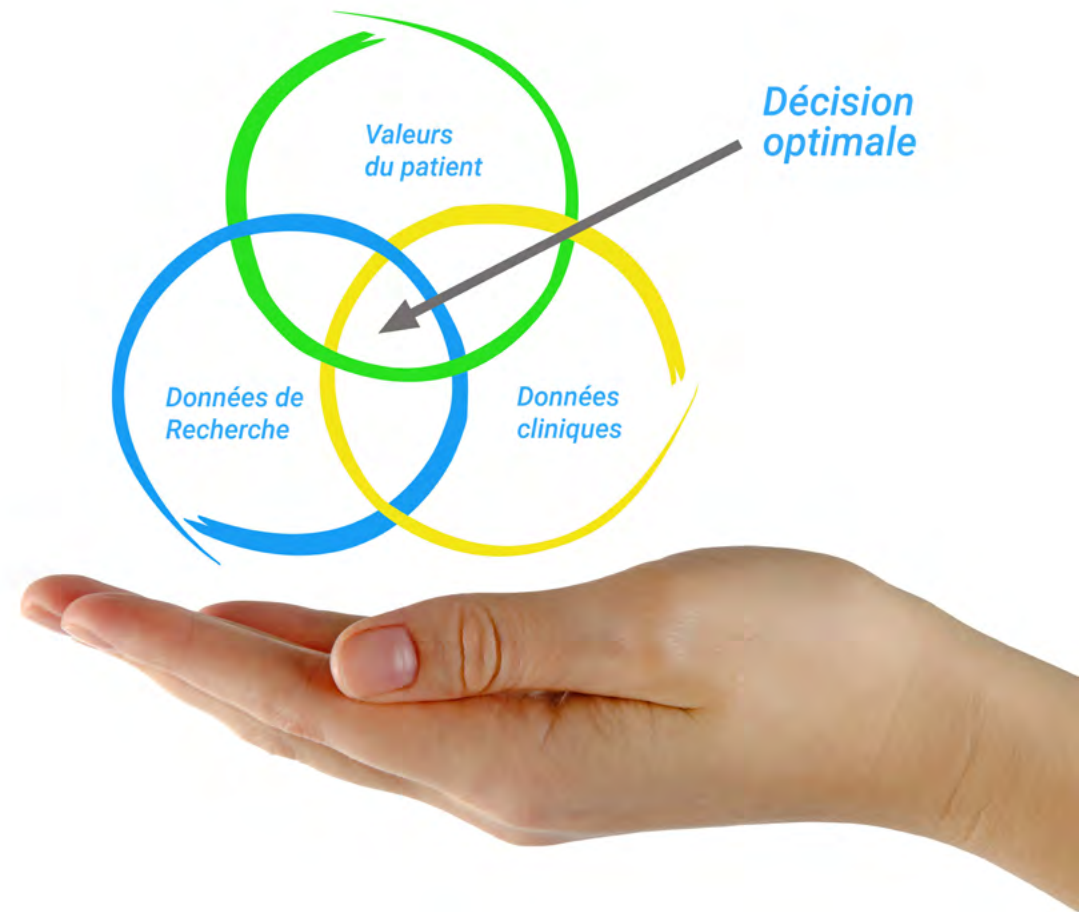 Valeurs
du patient
Décision
optimale
Données de
Recherche
Données
cliniques